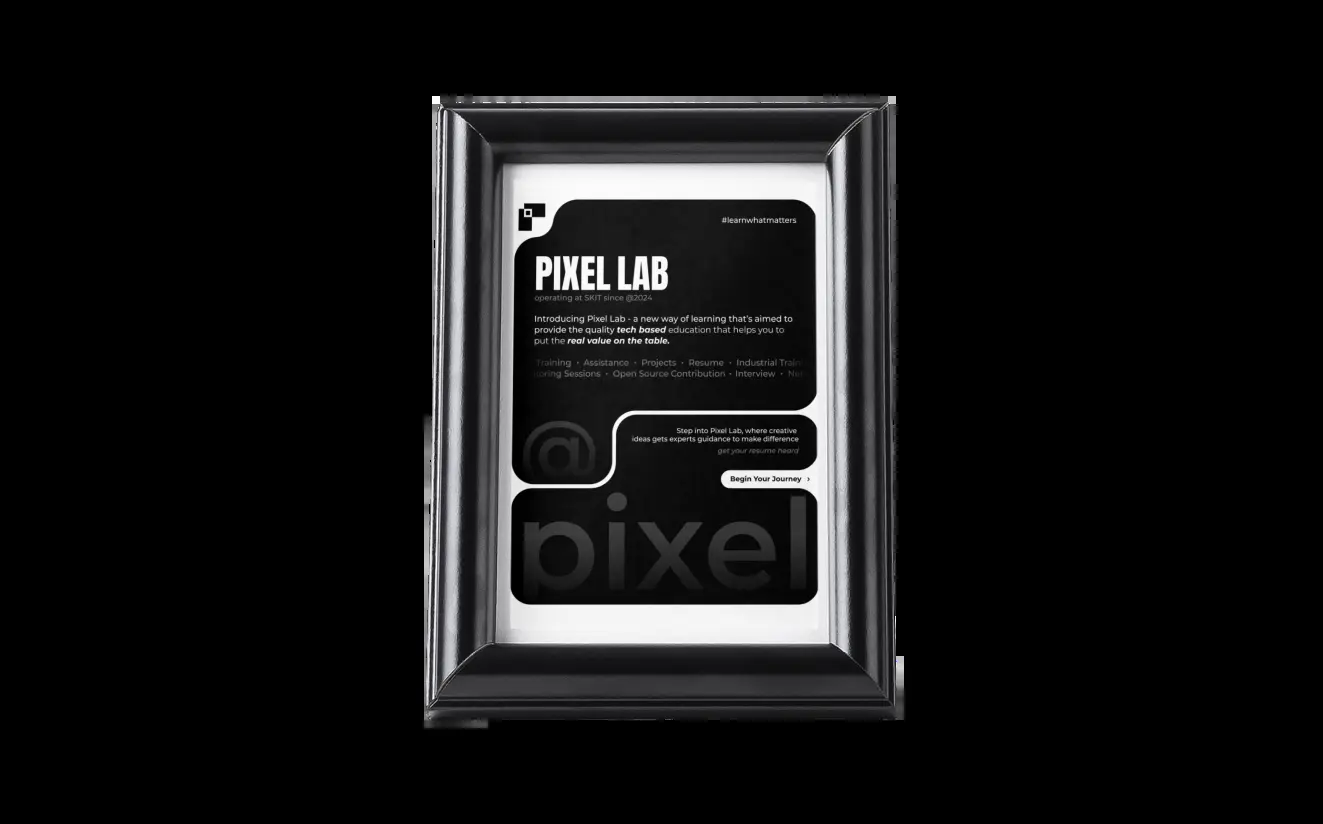 #learnwhatmatters
PIXEL LAB
operating at SKIT since @2024
Introducing Pixel Lab - a new way of learning that's aimed to
provide the quality tech based education that helps you to
put the real value on the table.
Training • Assistance • Projects • Resume • Industrial
Sessions • Open Source Contribution • Interview •
@
Step into Pixel Lab, where creative
ideas gets experts guidance to make difference
get your resume heard
Begin Your Journey ›
pixel